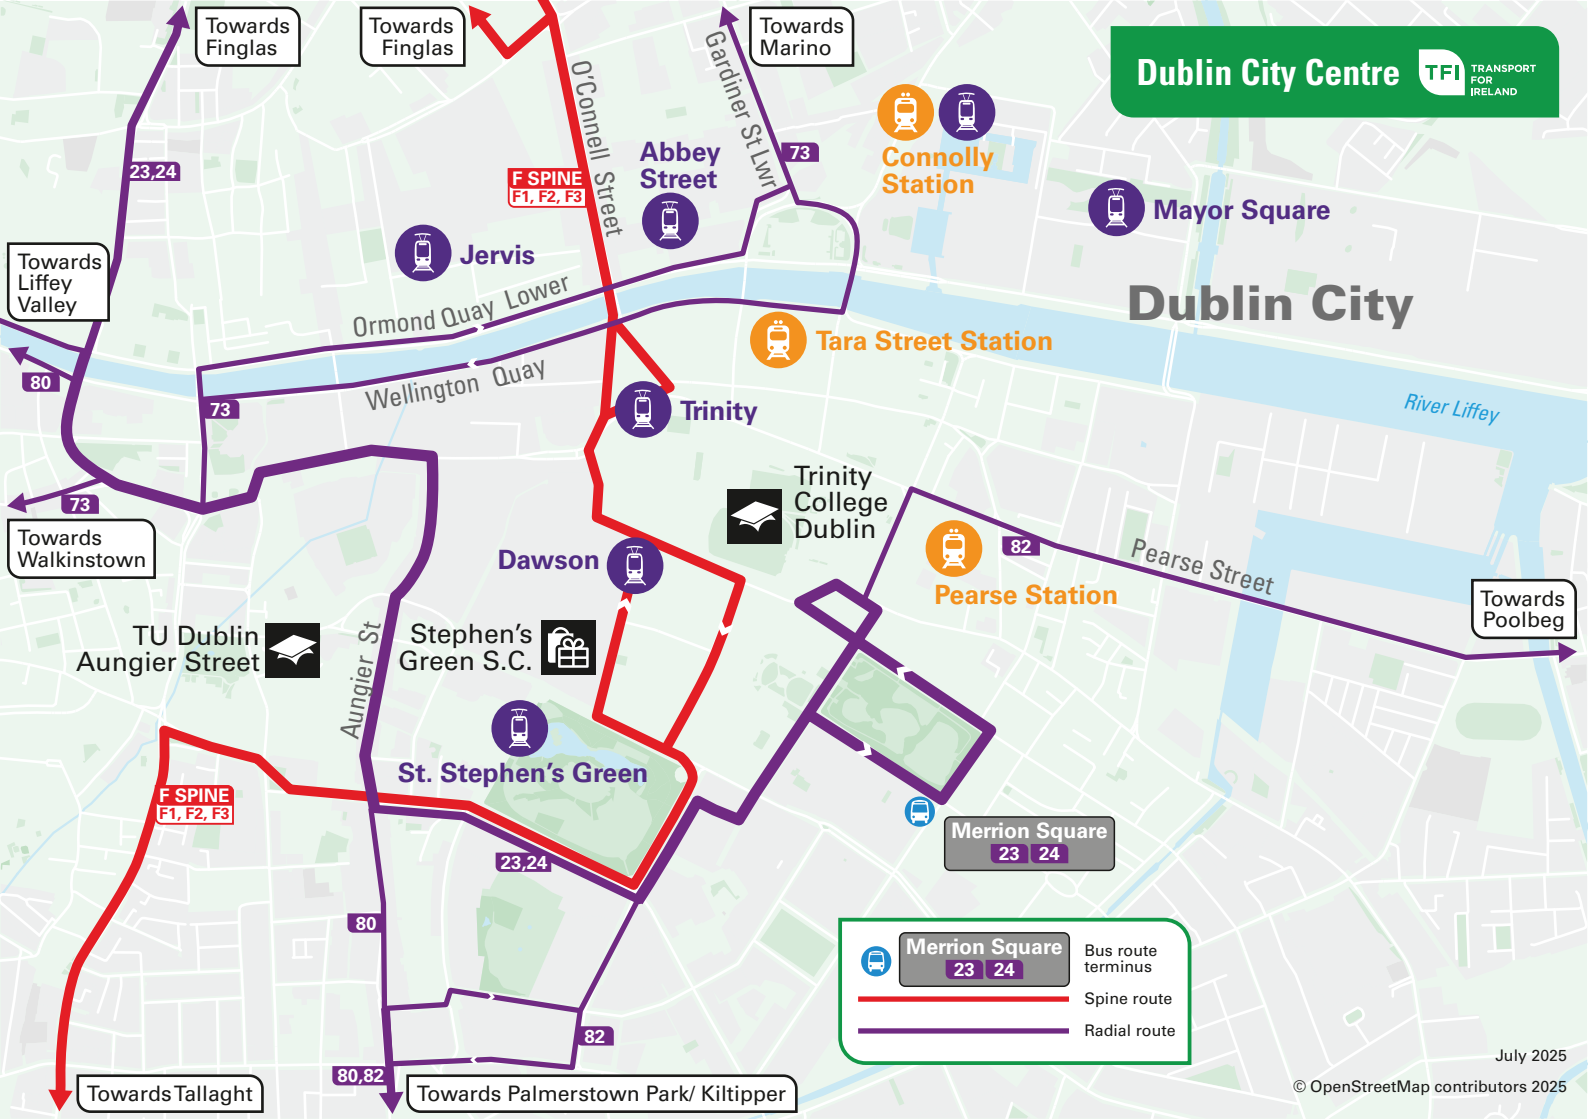 Towards
Finglas
Towards
Finglas
Towards
Marino
Dublin City Centre
TFI
TRANSPORT
FOR
IRELAND
O'Connell Street
Gardiner St Lwr
23,24
F SPINE
F1, F2, F3
Abbey
Street
73
Connolly
Station
Mayor Square
Jervis
Towards
Liffey
Valley
Ormond Quay Lower
Dublin City
Tara Street Station
80
Wellington Quay
73
Trinity
River Liffey
Trinity
College
Dublin
73
Towards
Walkinstown
Dawson
82
Pearse Street
Pearse Station
Towards
Poolbeg
TU Dublin
Aungier Street
Aungier St
Stephen's
Green S.C.
St. Stephen's Green
F SPINE
F1, F2, F3
Merrion Square
23 24
23,24
80
Merrion Square
23 24
Bus route
terminus
Spine route
Radial route
82
80,82
Towards Tallaght
Towards Palmerstown Park/ Kiltipper
July 2025
© OpenStreetMap contributors 2025